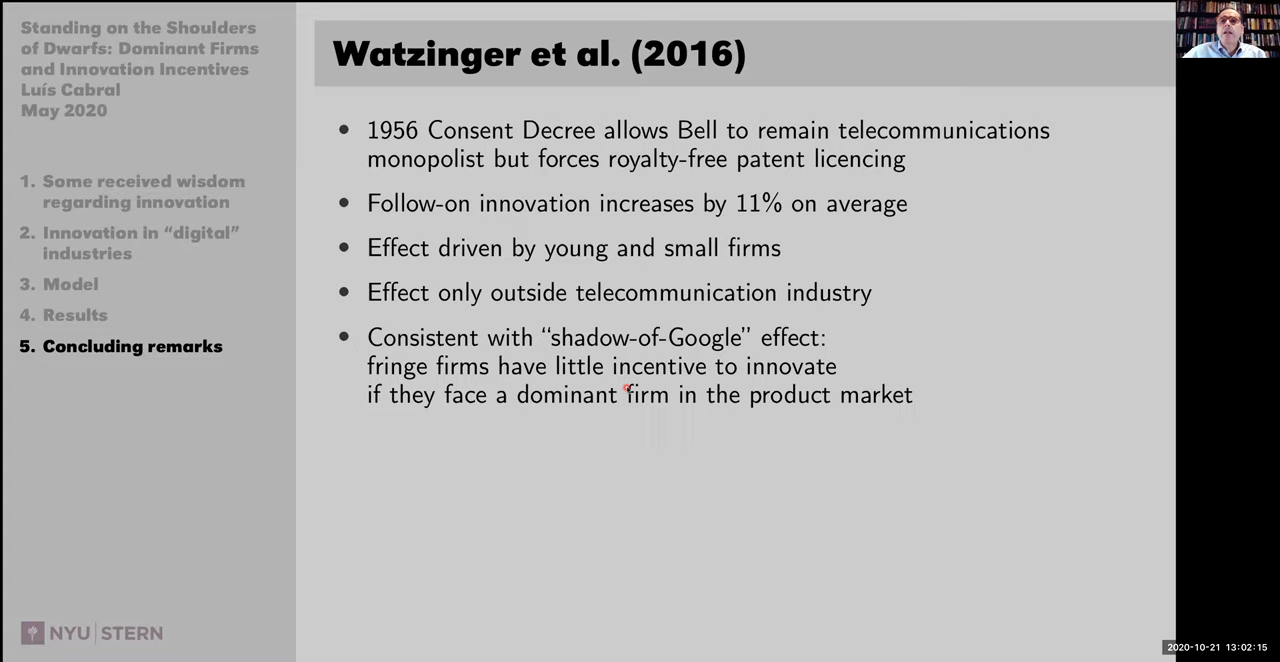 Standing on the Shoulders
of Dwarfs: Dominant Firms
and Innovation Incentives
Luís Cabral
May 2020
1. Some received wisdom
regarding innovation
2. Innovation in “digital”
industries
3. Model
4. Results
5. Concluding remarks
NYU STERN
Watzinger et al. (2016)
• 1956 Consent Decree allows Bell to remain telecommunications
monopolist but forces royalty-free patent licencing
• Follow-on innovation increases by 11% on average
• Effect driven by young and small firms
• Effect only outside telecommunication industry
• Consistent with “shadow-of-Google” effect:
fringe firms have little incentive to innovate
if they face a dominant firm in the product market
2020-10-21 13:02:15